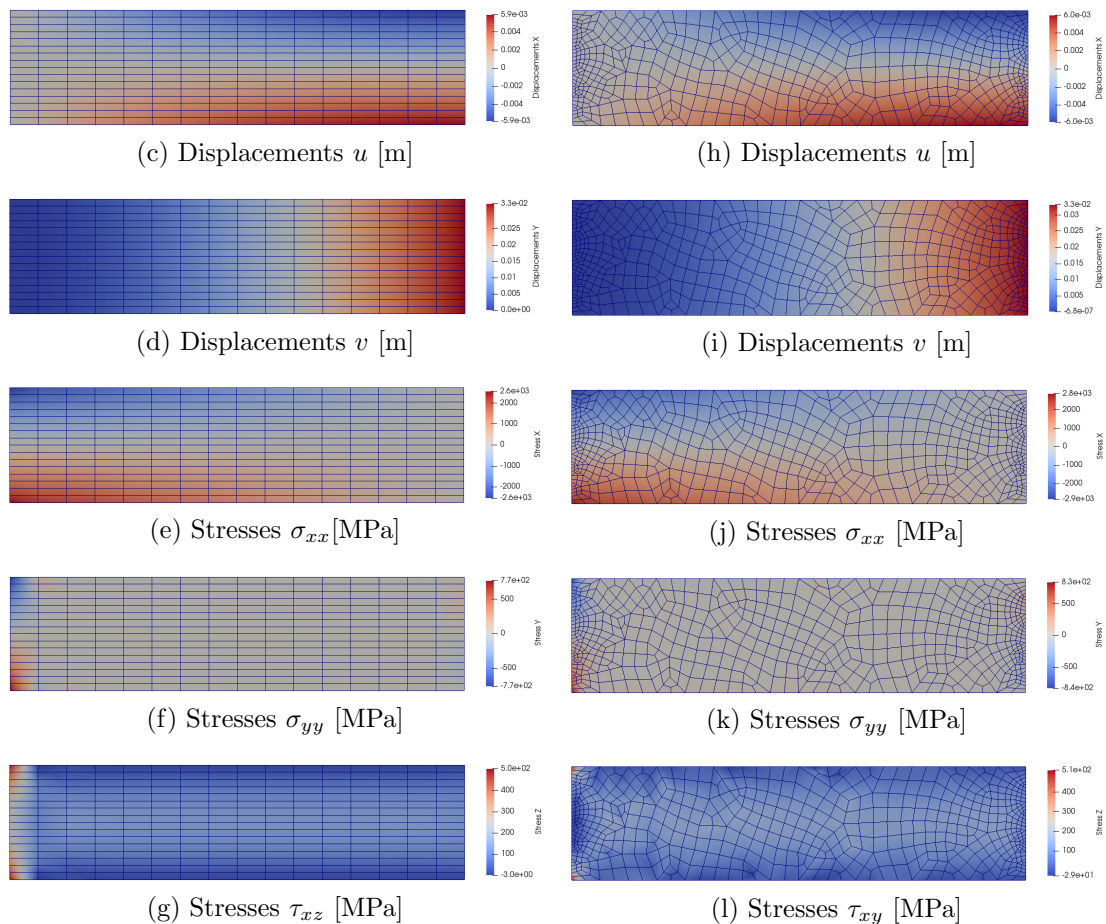 5.9e-03
0.004
0.002
0
-0.002
-0.004
-5.9e-03
Displacements X
(c) Displacements u [m]
6.0e-03
0.004
0.002
0
-0.002
-0.004
-6.0e-03
Displacements X
(h) Displacements u [m]
3.3e-02
0.025
0.02
0.015
0.01
0.005
0.0e+00
Displacements Y
(d) Displacements v [m]
3.3e-02
0.03
0.025
0.02
0.015
0.01
0.005
-6.8e-07
Displacements Y
(i) Displacements v [m]
2.6e+03
2000
1000
0
-1000
-2000
-2.6e+03
Stress X
(e) Stresses σxx[MPa]
2.8e+03
2000
1000
0
-1000
-2000
-2.9e+03
Stress X
(j) Stresses σxx [MPa]
7.7e+02
500
0
-500
-7.7e+02
Stress Y
(f) Stresses σyy [MPa]
8.3e+02
500
0
-500
-8.4e+02
Stress Y
(k) Stresses σyy [MPa]
5.0e+02
400
300
200
100
-3.0e+00
Stress Z
(g) Stresses τxz [MPa]
5.1e+02
400
300
200
100
-2.9e+01
Stress Z
(l) Stresses τxy [MPa]